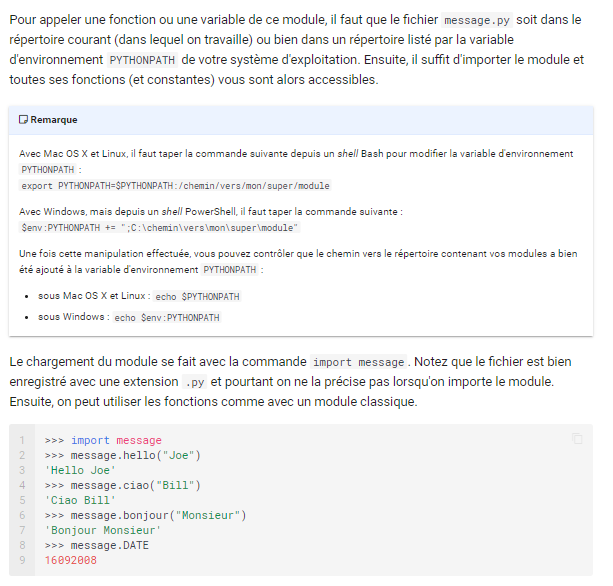 Pour appeler une fonction ou une variable de ce module, il faut que le fichier message.py soit dans le
répertoire courant (dans lequel on travaille) ou bien dans un répertoire listé par la variable
d'environnement PYTHONPATH de votre système d'exploitation. Ensuite, il suffit d'importer le module et
toutes ses fonctions (et constantes) vous sont alors accessibles.
Remarque
Avec Mac OS X et Linux, il faut taper la commande suivante depuis un shell Bash pour modifier la variable d'environnement
PYTHONPATH :
export PYTHONPATH=$PYTHONPATH:/chemin/vers/mon/super/module
Avec Windows, mais depuis un shell PowerShell, il faut taper la commande suivante :
$env:PYTHONPATH += ";C:\chemin\vers\mon\super\module"
Une fois cette manipulation effectuée, vous pouvez contrôler que le chemin vers le répertoire contenant vos modules a bien
été ajouté à la variable d'environnement PYTHONPATH :
• sous Mac OS X et Linux : echo $PYTHONPATH
• sous Windows : echo $env:PYTHONPATH
Le chargement du module se fait avec la commande import message . Notez que le fichier est bien
enregistré avec une extension .py et pourtant on ne la précise pas lorsqu'on importe le module.
Ensuite, on peut utiliser les fonctions comme avec un module classique.
1 >>> import message
2 >>> message.hello("Joe")
3 'Hello Joe'
4 >>> message.ciao("Bill")
5 'Ciao Bill'
6 >>> message.bonjour("Monsieur")
7 'Bonjour Monsieur'
8 >>> message.DATE
9 16092008